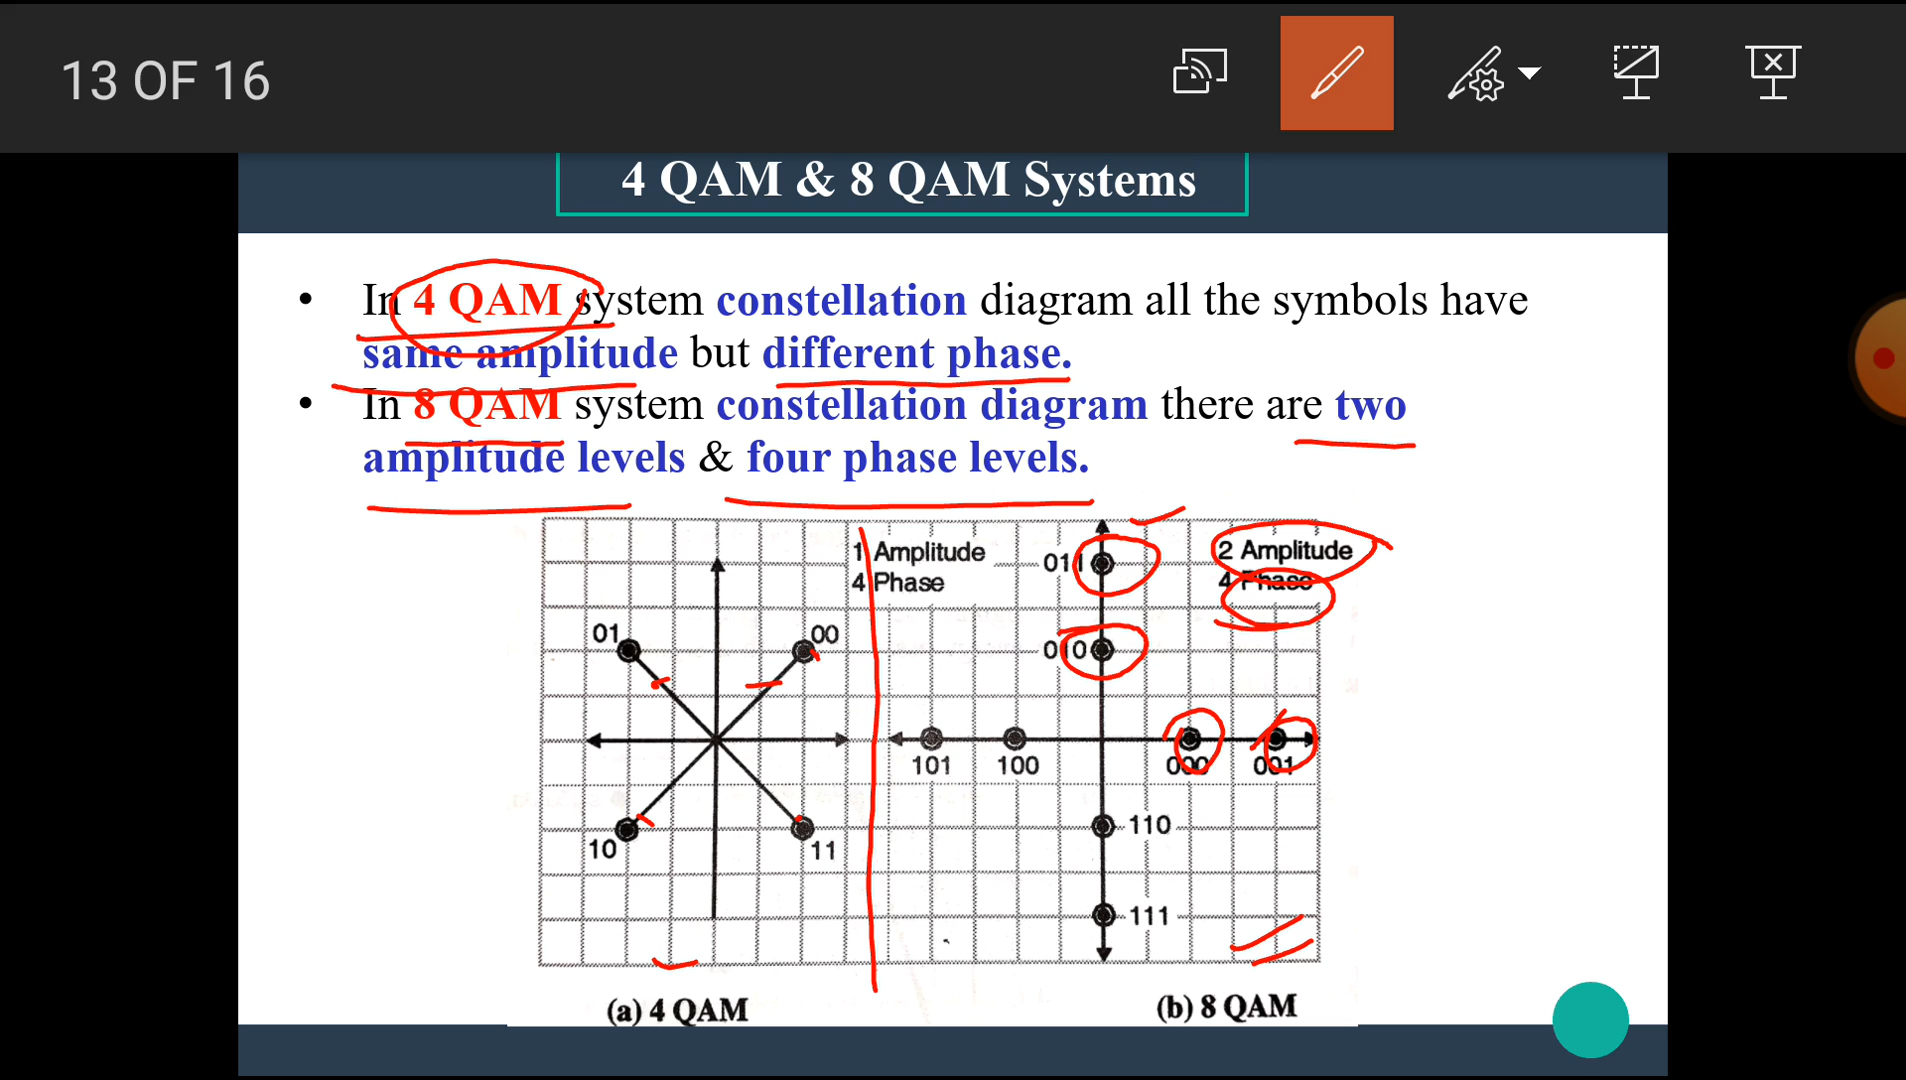 13 OF 16
4 QAM & 8 QAM Systems
• In 4 QAM system constellation diagram all the symbols have
same amplitude but different phase.
• In 8 QAM system constellation diagram there are two
amplitude levels & four phase levels.
1 Amplitude
4 Phase
01
00
10
11
(a) 4 QAM
2 Amplitude
4 Phase
011
010
101
100
000
001
110
111
(b) 8 QAM